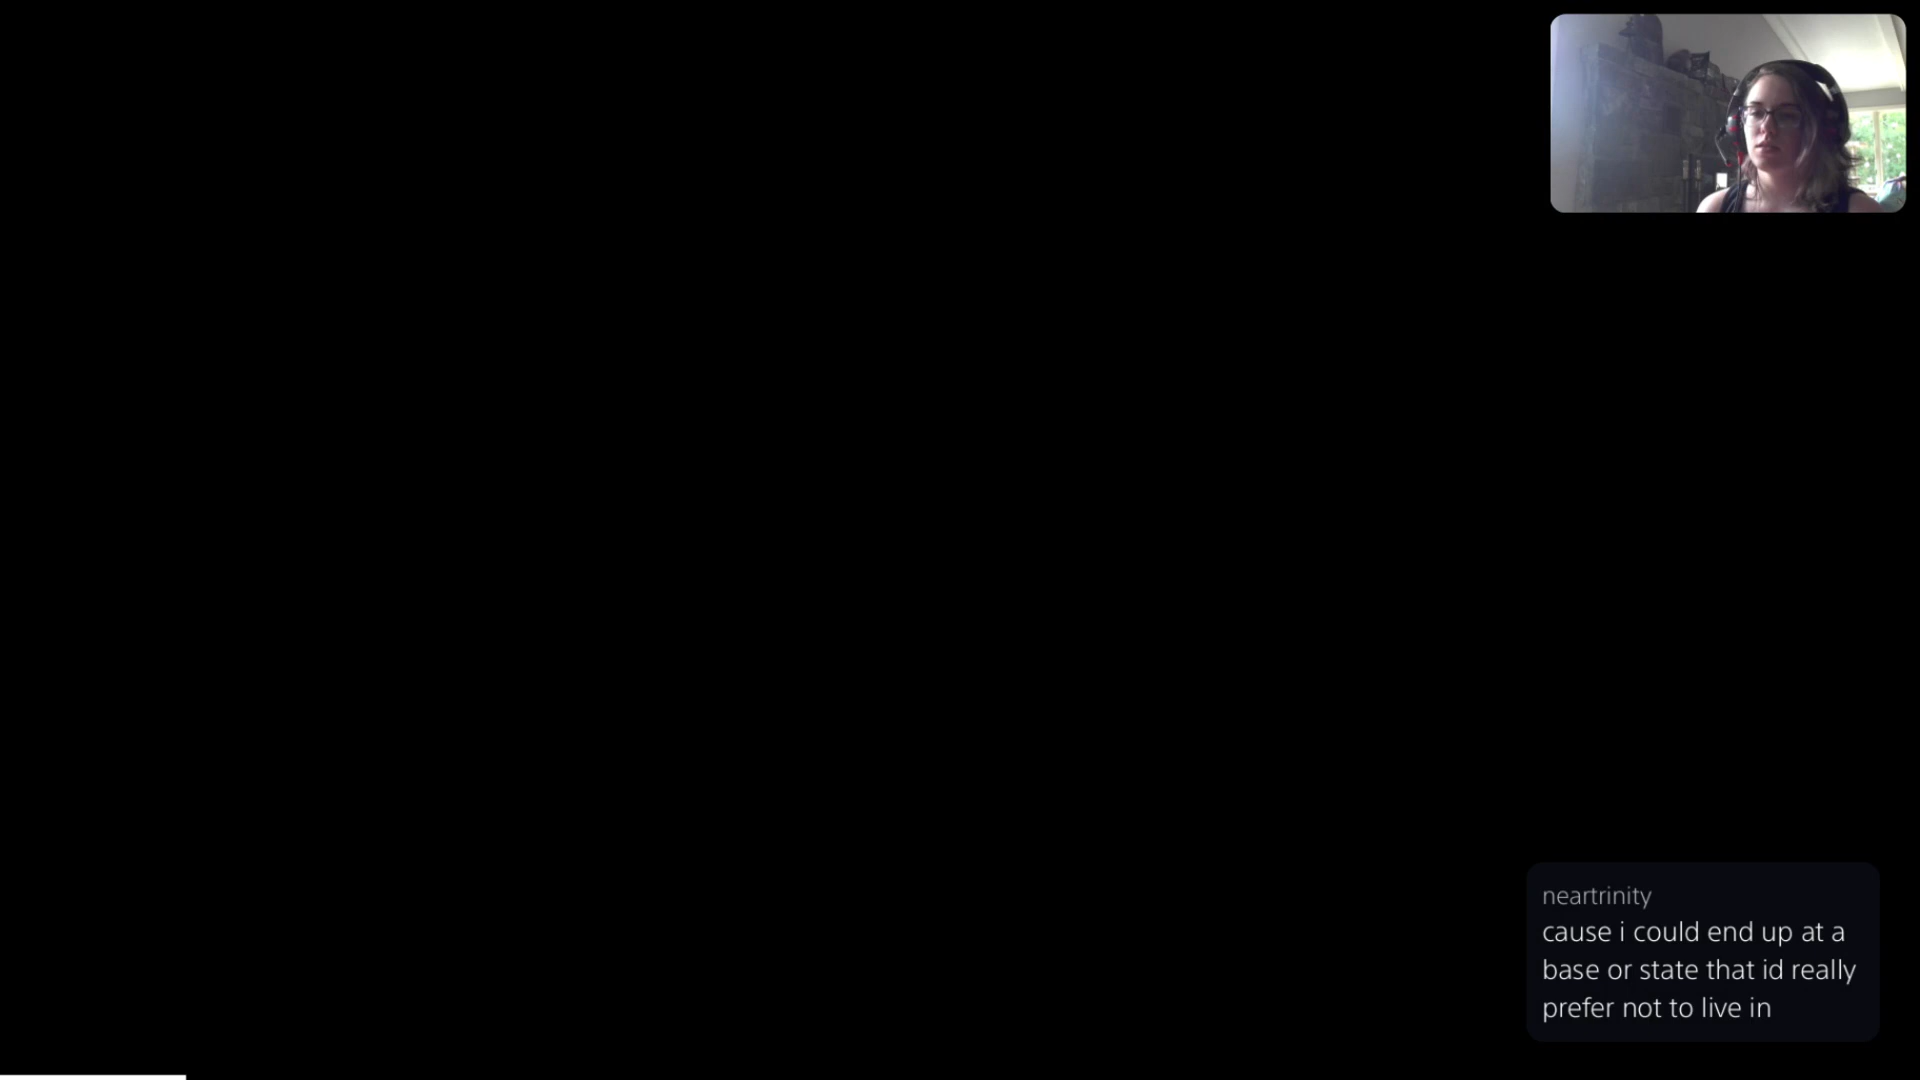 neartrinity
cause i could end up at a
base or state that id really
prefer not to live in